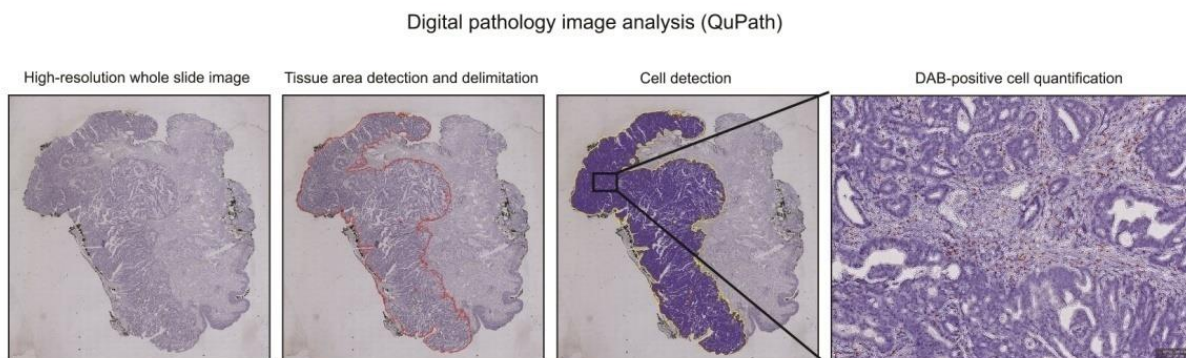 Digital pathology image analysis (QuPath)
High-resolution whole slide image
Tissue area detection and delimitation
Cell detection
DAB-positive cell quantification